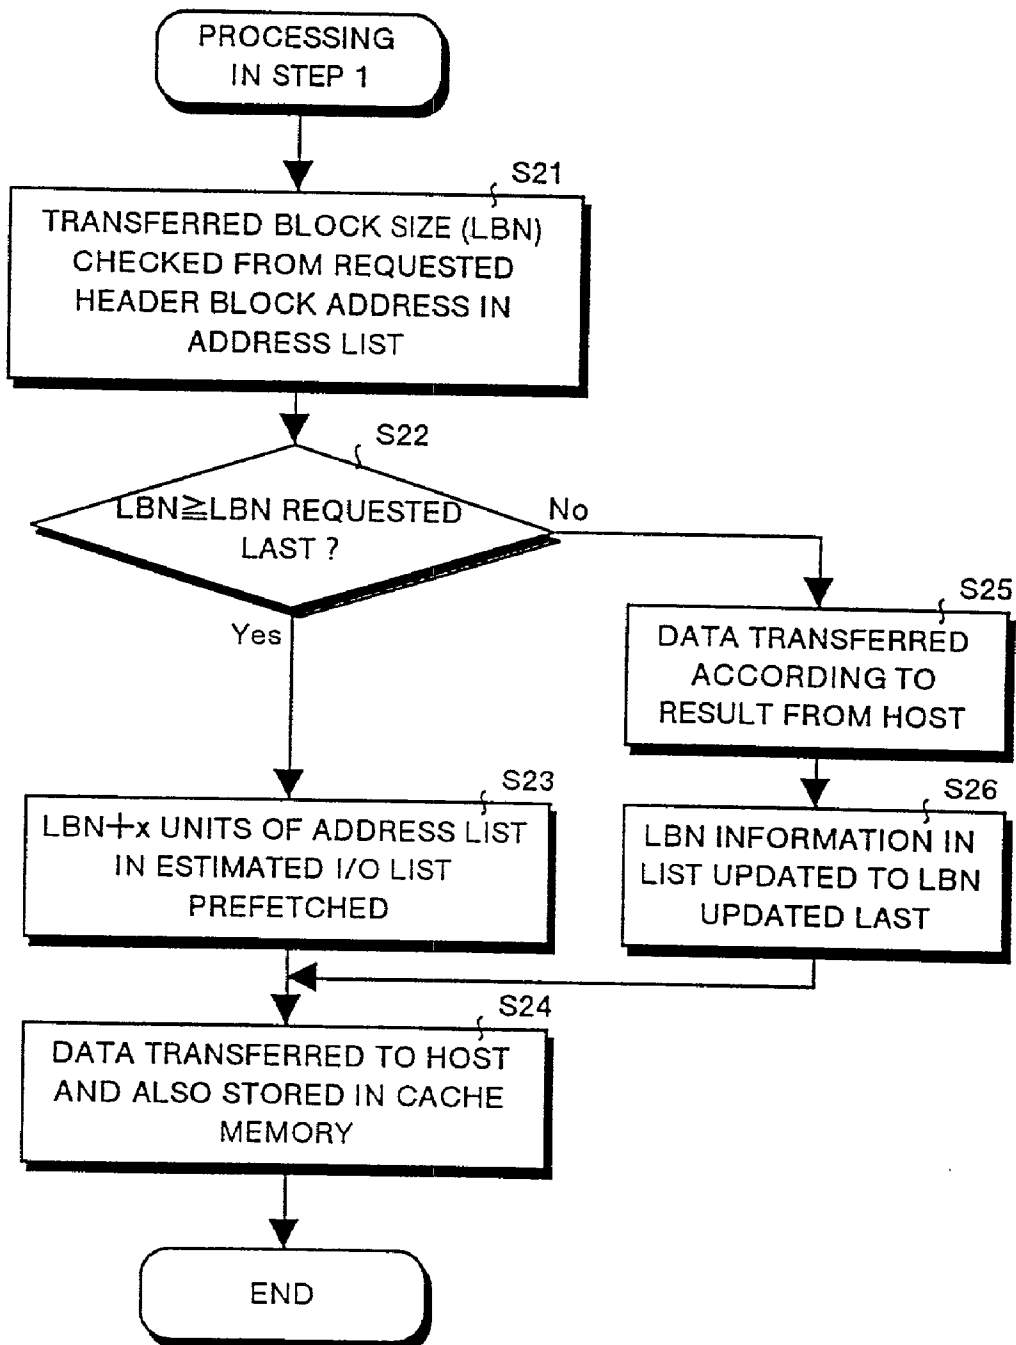 PROCESSING
IN STEP 1
S21
TRANSFERRED BLOCK SIZE (LBN)
CHECKED FROM REQUESTED
HEADER BLOCK ADDRESS IN
ADDRESS LIST
S22
LBN≧LBN REQUESTED
LAST ?
No
Yes
S25
DATA TRANSFERRED
ACCORDING TO
RESULT FROM HOST
S23
LBN+x UNITS OF ADDRESS LIST
IN ESTIMATED I/O LIST
PREFETCHED
S26
LBN INFORMATION IN
LIST UPDATED TO LBN
UPDATED LAST
S24
DATA TRANSFERRED TO HOST
AND ALSO STORED IN CACHE
MEMORY
END